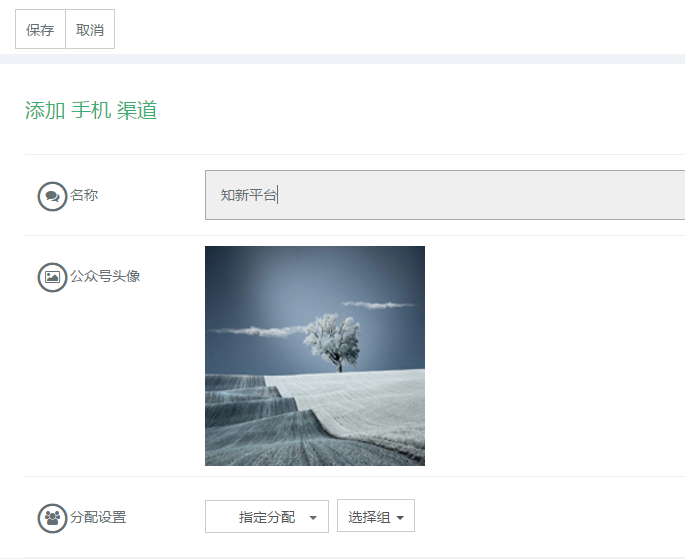 保存 取消
添加 手机 渠道
名称 知新平台
公众号头像
分配设置 指定分配 选择组